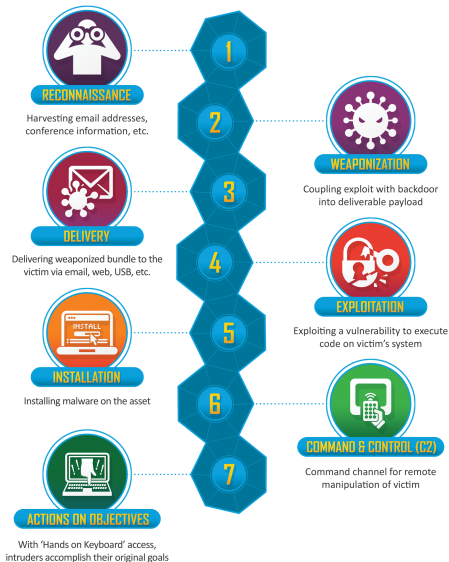 1
RECONNAISSANCE
Harvesting email addresses,
conference information, etc.
2
WEAPONIZATION
Coupling exploit with backdoor
into deliverable payload
3
DELIVERY
Delivering weaponized bundle to the
victim via email, web, USB, etc.
4
EXPLOITATION
Exploiting a vulnerability to execute
code on victim's system
5
INSTALL
INSTALLATION
Installing malware on the asset
6
COMMAND & CONTROL (C2)
Command channel for remote
manipulation of victim
7
ACTIONS ON OBJECTIVES
With 'Hands on Keyboard' access,
intruders accomplish their original goals